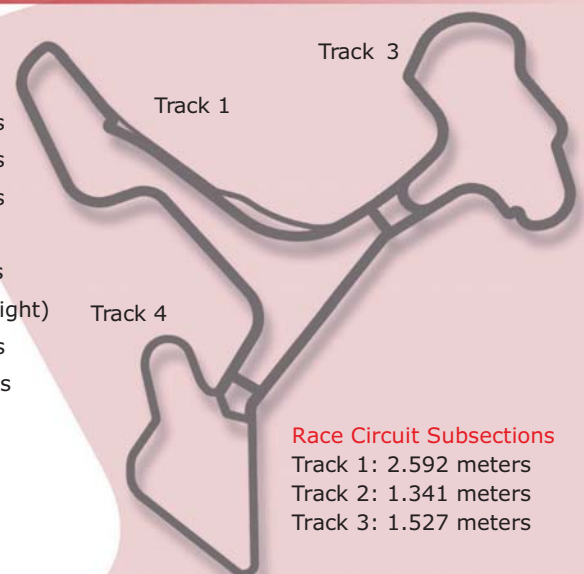 Track 3
Track 1
s
s
s
s
ight)
Track 4
s
s
Race Circuit Subsections
Track 1: 2.592 meters
Track 2: 1.341 meters
Track 3: 1.527 meters